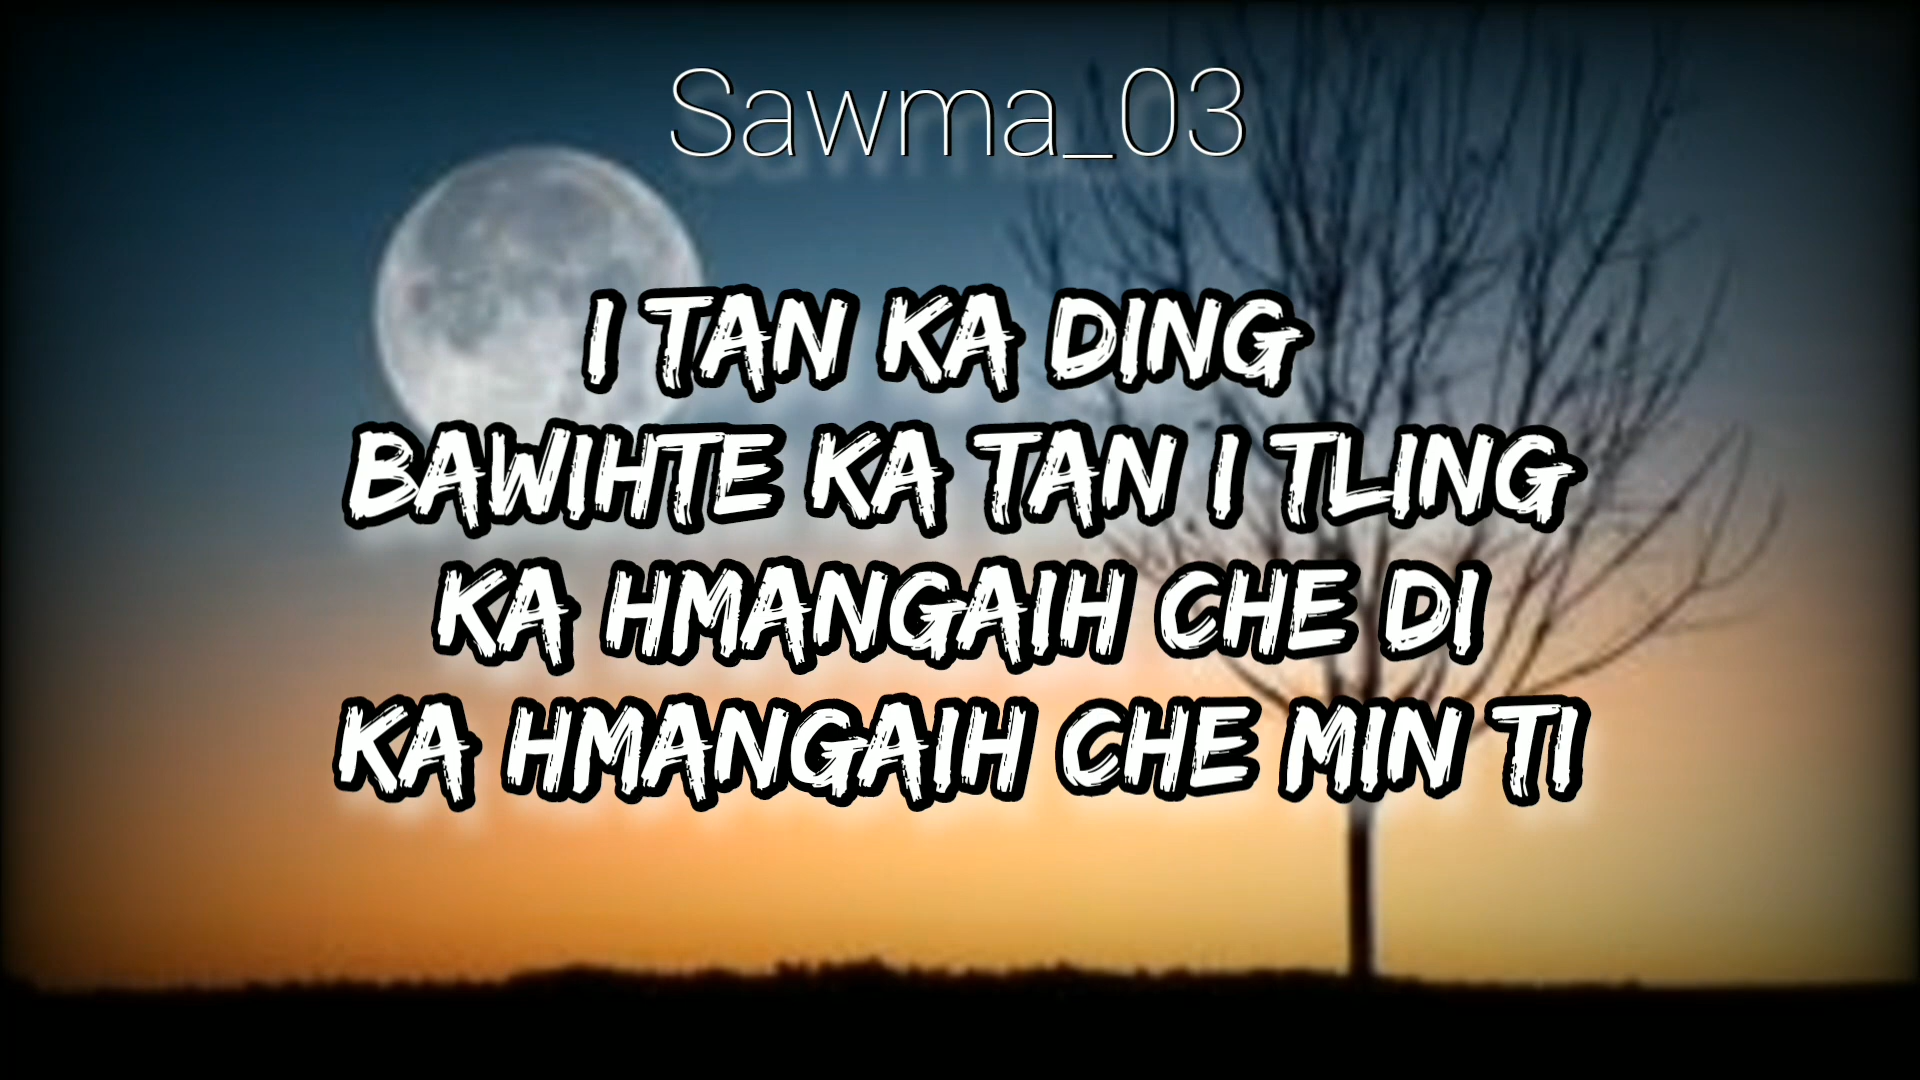 Sawma_03
I TAN KA DING
BAWIHTE KA TAN I TLING
KA HMANGAIH CHE DI
KA HMANGAIH CHE MIN TI